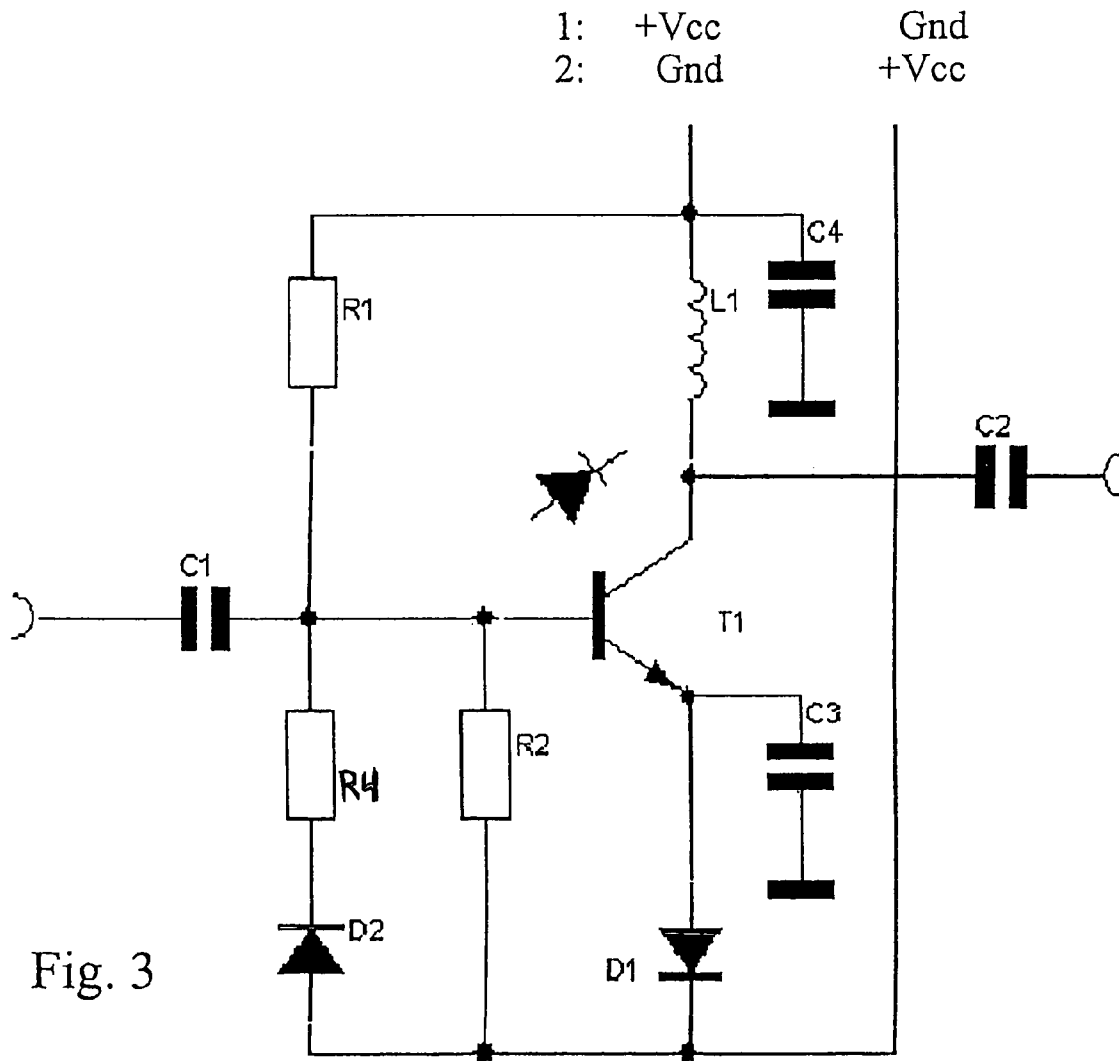 1: +Vcc Gnd
2: Gnd +Vcc
C4
R1
L1
C2
C1
T1
C3
R2
R4
D2
D1
Fig. 3